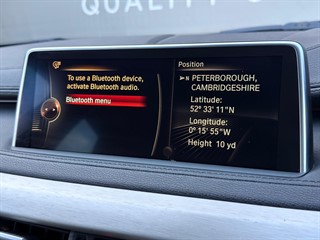 QUALITY
To use a Bluetooth device,
activate Bluetooth audio.
Bluetooth menu
Position
N PETERBOROUGH,
CAMBRIDGESHIRE
Latitude:
52° 33' 11"N
Longitude:
0° 15' 55"W
Height 10 yd